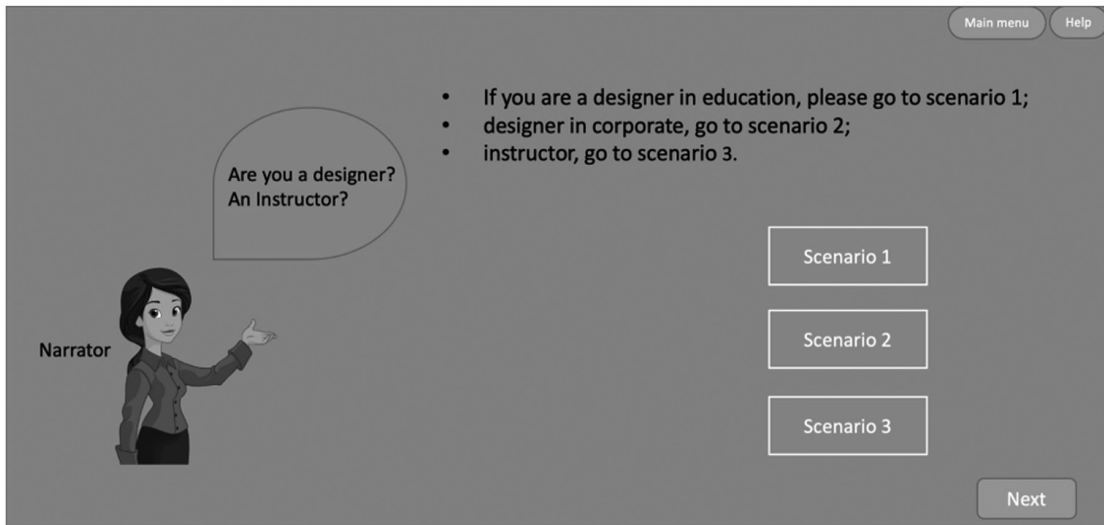 Main menu
Help
• If you are a designer in education, please go to scenario 1;
• designer in corporate, go to scenario 2;
• instructor, go to scenario 3.
Are you a designer?
An Instructor?
Scenario 1
Scenario 2
Narrator
Scenario 3
Next